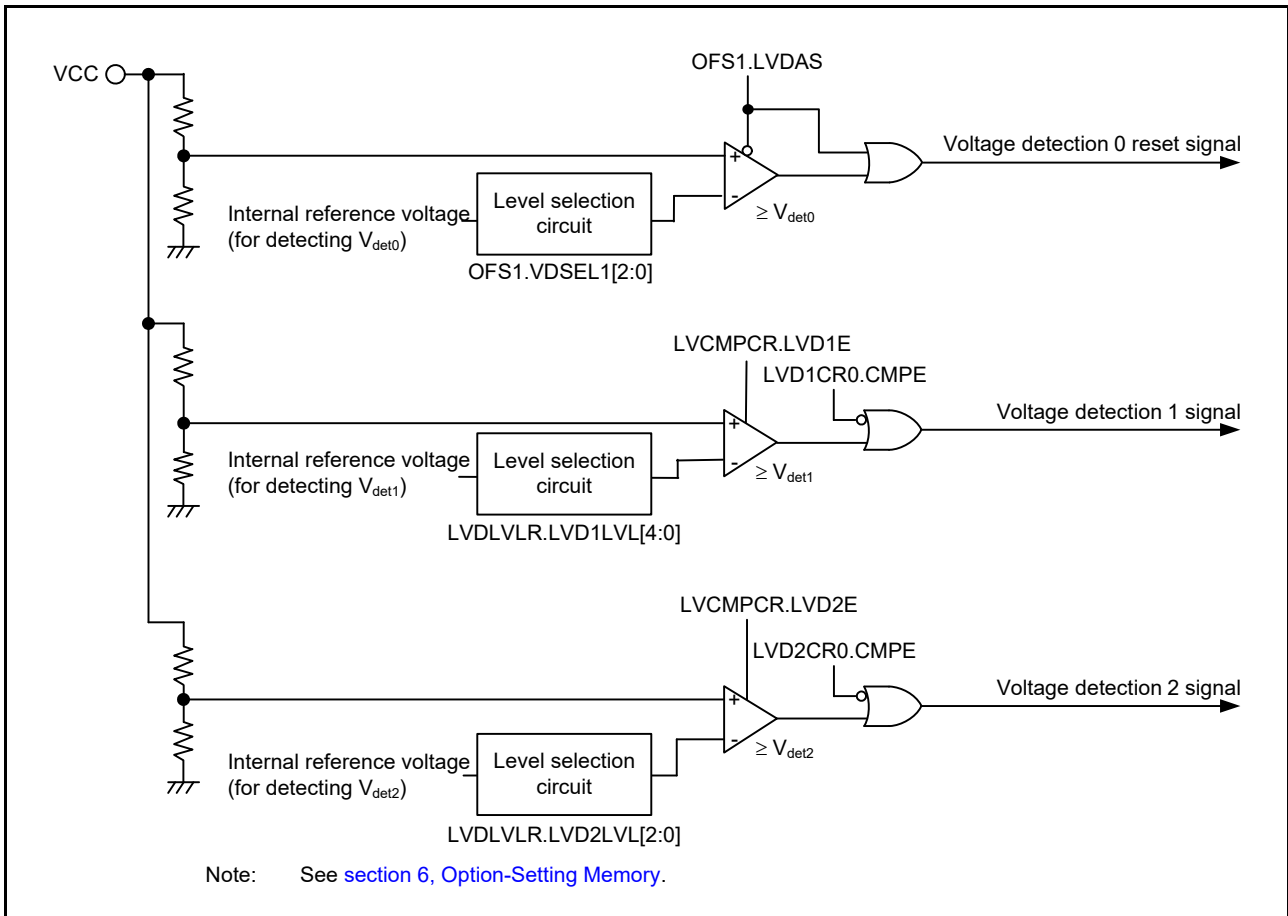 OFS1.LVDAS
VCC
Voltage detection 0 reset signal
+
-
Internal reference voltage
(for detecting Vdet0)
Level selection
circuit
≥ Vdet0
OFS1.VDSEL1[2:0]
LVCMPCR.LVD1E
LVD1CR0.CMPE
Voltage detection 1 signal
+
-
Internal reference voltage
(for detecting Vdet1)
Level selection
circuit
≥ Vdet1
LVDLVLR.LVD1LVL[4:0]
LVCMPCR.LVD2E
LVD2CR0.CMPE
Voltage detection 2 signal
+
-
Internal reference voltage
(for detecting Vdet2)
Level selection
circuit
≥ Vdet2
LVDLVLR.LVD2LVL[2:0]
Note: See section 6, Option-Setting Memory.